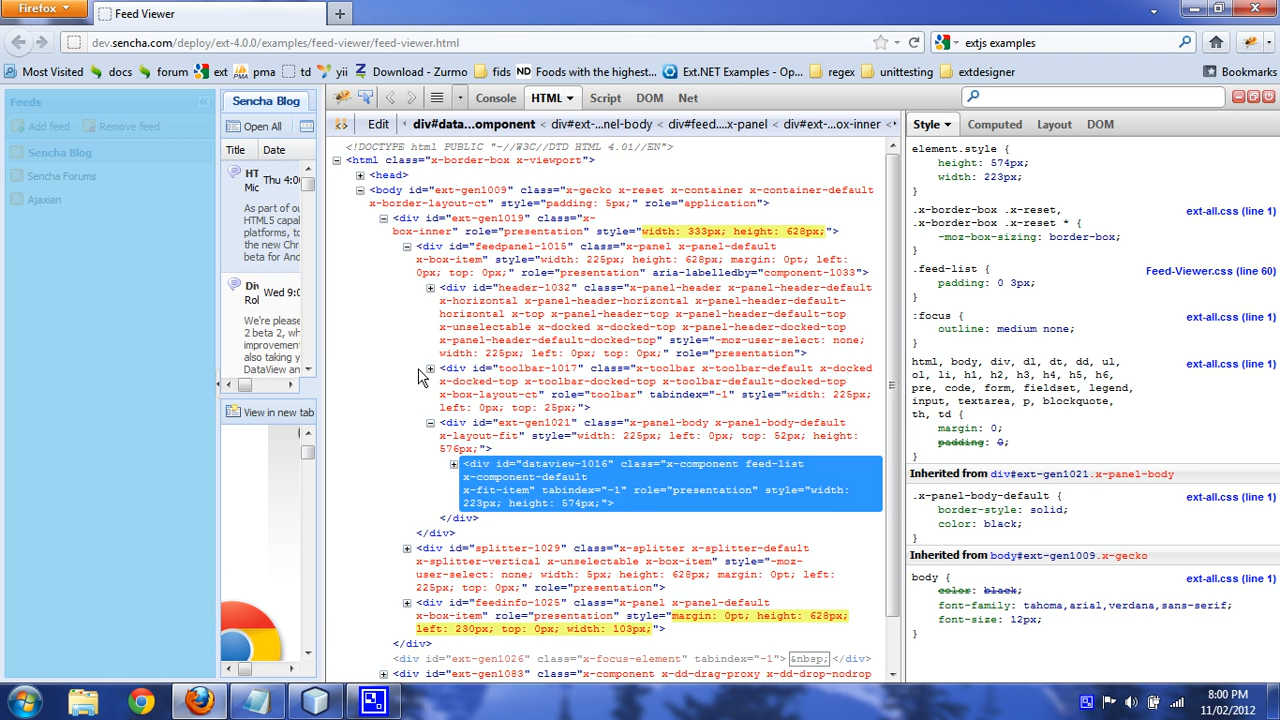 Firefox
Feed Viewer
dev.sencha.com/deploy/ext-4.0.0/examples/feed-viewer/feed-viewer.html
extjs examples
Most Visited docs forum ext pma td yii Download - Zurmo fids ND Foods with the highest... Ext.NET Examples - Op... regex unittesting extdesigner Bookmarks
Feeds
Add feed Remove feed
Sencha Blog
Sencha Forums
Ajaxian
Sencha Blog
Open All
Title Date
HT Thu 4:0
Mic
As part of ou
HTML5 capal
platforms, to
the new Chr
beta for And
Div Wed 9:0
Rol
We're please
2 beta 2, wh
improvement
also taking y
DataView an
View in new tab
Console HTML Script DOM Net
Edit div#data...omponent < div#ext-...nel-body < div#feed....x-panel < div#ext-...ox-inner <
<!DOCTYPE html PUBLIC "-//W3C//DTD HTML 4.01//EN">
<html class="x-border-box x-viewport">
<head>
<body id="ext-gen1009" class="x-gecko x-reset x-container x-container-default
x-border-layout-ct" style="padding: 5px;" role="application">
<div id="ext-gen1019" class="x-
box-inner" role="presentation" style="width: 333px; height: 628px;">
<div id="feedpanel-1015" class="x-panel x-panel-default
x-box-item" style="width: 225px; height: 628px; margin: 0pt; left:
0px; top: 0px;" role="presentation" aria-labelledby="component-1033">
<div id="header-1032" class="x-panel-header x-panel-header-default
x-horizontal x-panel-header-horizontal x-panel-header-default-
horizontal x-top x-panel-header-top x-panel-header-default-top
x-unselectable x-docked x-docked-top x-panel-header-docked-top
x-panel-header-default-docked-top" style="-moz-user-select: none;
width: 225px; left: 0px; top: 0px;" role="presentation">
<div id="toolbar-1017" class="x-toolbar x-toolbar-default x-docked
x-docked-top x-toolbar-docked-top x-toolbar-default-docked-top
x-box-layout-ct" role="toolbar" tabindex="-1" style="width: 225px;
left: 0px; top: 25px;">
<div id="ext-gen1021" class="x-panel-body x-panel-body-default
x-layout-fit" style="width: 225px; left: 0px; top: 52px; height:
576px;">
<div id="dataview-1016" class="x-component feed-list
x-component-default
x-fit-item" tabindex="-1" role="presentation" style="width:
223px; height: 574px;">
</div>
</div>
<div id="splitter-1029" class="x-splitter x-splitter-default
x-splitter-vertical x-unselectable x-box-item" style="-moz-
user-select: none; width: 5px; height: 628px; margin: 0pt; left:
225px; top: 0px;" role="presentation">
<div id="feedinfo-1025" class="x-panel x-panel-default
x-box-item" role="presentation" style="margin: 0pt; height: 628px;
left: 230px; top: 0px; width: 103px;">
</div>
<div id="ext-gen1026" class="x-focus-element" tabindex="-1">&nbsp;</div>
<div id="ext-gen1083" class="x-component x-dd-drag-proxy x-dd-drop-nodrop
Style Computed Layout DOM
element.style {
height: 574px;
width: 223px;
}
.x-border-box .x-reset, ext-all.css (line 1)
.x-border-box .x-reset * {
-moz-box-sizing: border-box;
}
.feed-list { Feed-Viewer.css (line 60)
padding: 0 3px;
}
:focus { ext-all.css (line 1)
outline: medium none;
}
html, body, div, dl, dt, dd, ul, ext-all.css (line 1)
ol, li, h1, h2, h3, h4, h5, h6,
pre, code, form, fieldset, legend,
input, textarea, p, blockquote,
th, td {
margin: 0;
padding: 0;
}
Inherited from div#ext-gen1021.x-panel-body
.x-panel-body-default { ext-all.css (line 1)
border-style: solid;
color: black;
}
Inherited from body#ext-gen1009.x-gecko
body { ext-all.css (line 1)
color: black;
font-family: tahoma,arial,verdana,sans-serif;
font-size: 12px;
}
8:00 PM
11/02/2012